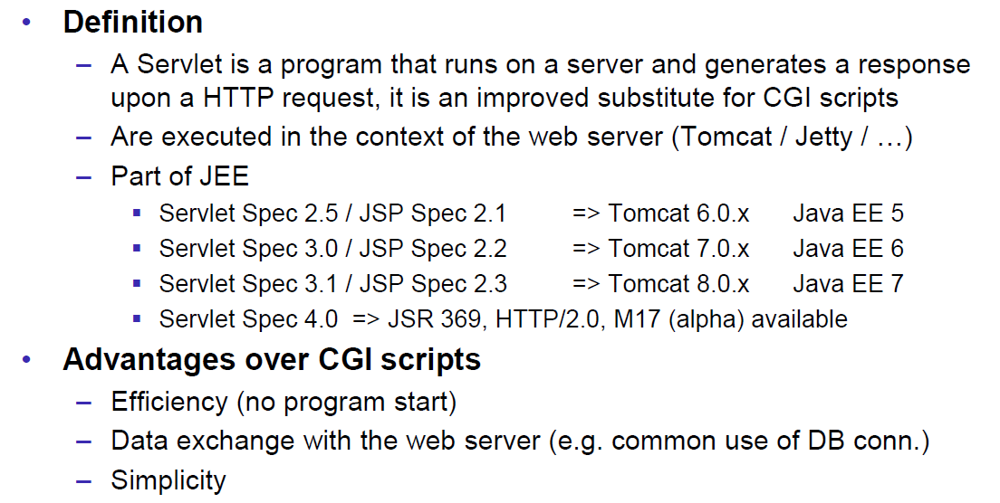 • Definition
– A Servlet is a program that runs on a server and generates a response
upon a HTTP request, it is an improved substitute for CGI scripts
– Are executed in the context of the web server (Tomcat / Jetty / …)
– Part of JEE
▪ Servlet Spec 2.5 / JSP Spec 2.1 => Tomcat 6.0.x Java EE 5
▪ Servlet Spec 3.0 / JSP Spec 2.2 => Tomcat 7.0.x Java EE 6
▪ Servlet Spec 3.1 / JSP Spec 2.3 => Tomcat 8.0.x Java EE 7
▪ Servlet Spec 4.0 => JSR 369, HTTP/2.0, M17 (alpha) available
• Advantages over CGI scripts
– Efficiency (no program start)
– Data exchange with the web server (e.g. common use of DB conn.)
– Simplicity